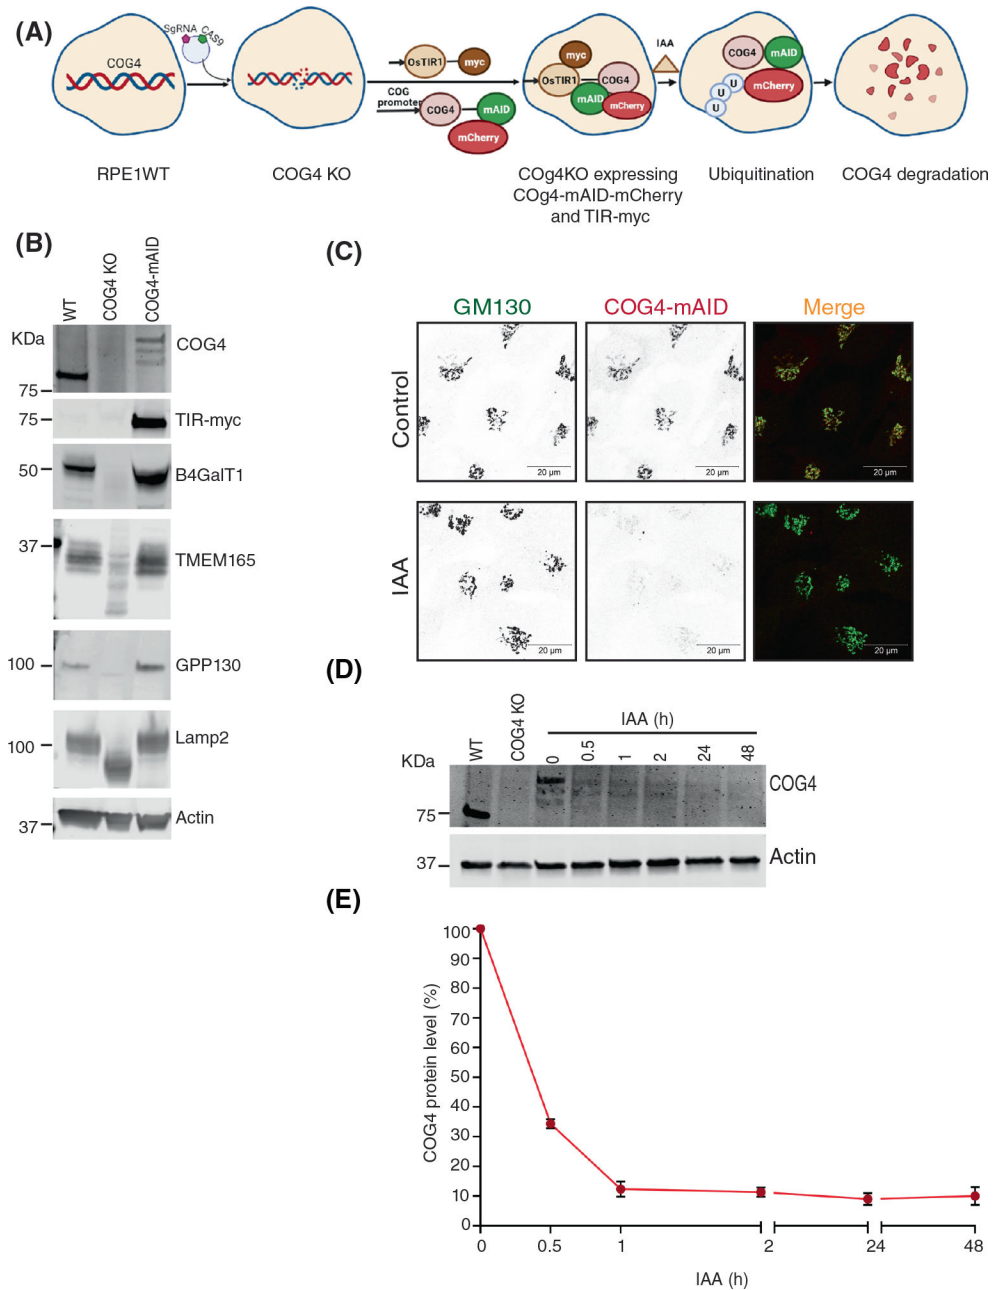 (A)
SgRNA
CAS9
COG4
OsTIR1
myc
COG
promoter
COG4
mAID
mCherry
myc
OsTIR1
COG4
mAID
mCherry
IAA
COG4
mAID
mCherry
U
U
U
RPE1WT
COG4 KO
COg4KO expressing
COg4-mAID-mCherry
and TIR-myc
Ubiquitination
COG4 degradation
(B)
WT
COG4 KO
COG4-mAID
KDa
COG4
75
75
TIR-myc
50
B4GalT1
37
TMEM165
100
GPP130
100
Lamp2
37
Actin
(C)
GM130
COG4-mAID
Merge
Control
20 µm
20 µm
20 µm
IAA
20 µm
20 µm
20 µm
(D)
WT
COG4 KO
IAA (h)
0
0.5
1
2
24
48
KDa
COG4
75
37
Actin
(E)
COG4 protein level (%)
100
90
80
70
60
50
40
30
20
10
0
0 0.5 1 2 24 48
IAA (h)